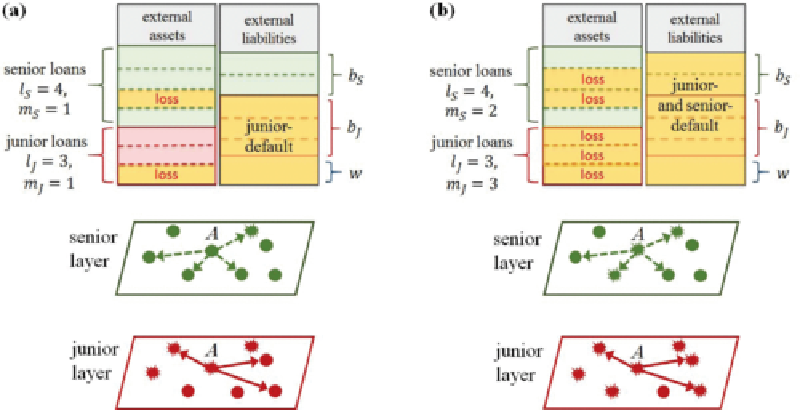 (a)
external assets
external liabilities
senior loans
l_S = 4,
m_S = 1
loss
b_S
junior-default
b_J
junior loans
l_J = 3,
m_J = 1
loss
w
senior layer
A
junior layer
A
(b)
external assets
external liabilities
senior loans
l_S = 4,
m_S = 2
loss
loss
b_S
junior-
and senior-
default
b_J
junior loans
l_J = 3,
m_J = 3
loss
loss
loss
w
senior layer
A
junior layer
A